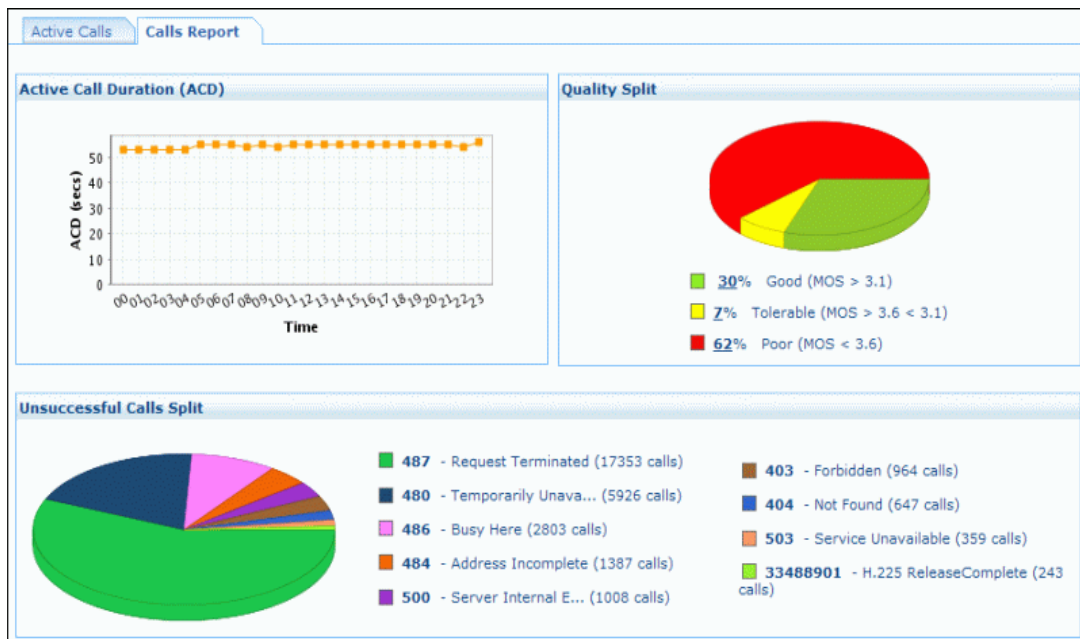 Active Calls
Calls Report
Active Call Duration (ACD)
50
40
30
20
10
0
ACD (secs)
00 01 02 03 04 05 06 07 08 09 10 11 12 13 14 15 16 17 18 19 20 21 22 23
Time
Quality Split
30% Good (MOS > 3.1)
7% Tolerable (MOS > 3.6 < 3.1)
62% Poor (MOS < 3.6)
Unsuccessful Calls Split
487 - Request Terminated (17353 calls)
480 - Temporarily Unava... (5926 calls)
486 - Busy Here (2803 calls)
484 - Address Incomplete (1387 calls)
500 - Server Internal E... (1008 calls)
403 - Forbidden (964 calls)
404 - Not Found (647 calls)
503 - Service Unavailable (359 calls)
33488901 - H.225 ReleaseComplete (243
calls)